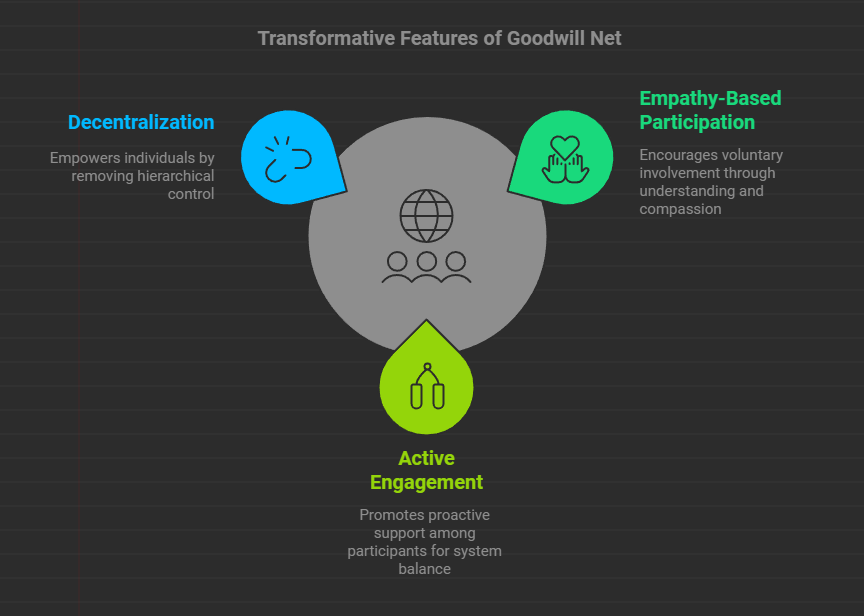 Transformative Features of Goodwill Net
Decentralization
Empowers individuals by
removing hierarchical
control
Empathy-Based
Participation
Encourages voluntary
involvement through
understanding and
compassion
Active
Engagement
Promotes proactive
support among
participants for system
balance